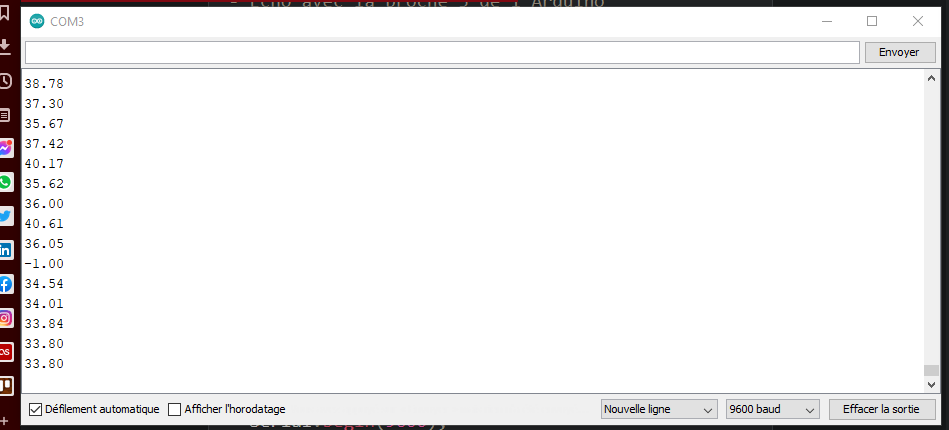 - Echo avec la broche 3 de l'Arduino
COM3
Envoyer
38.78
37.30
35.67
37.42
40.17
35.62
36.00
40.61
36.05
-1.00
34.54
34.01
33.84
33.80
33.80
Défilement automatique
Afficher l'horodatage
Nouvelle ligne
9600 baud
Effacer la sortie
Serial.begin(9600);